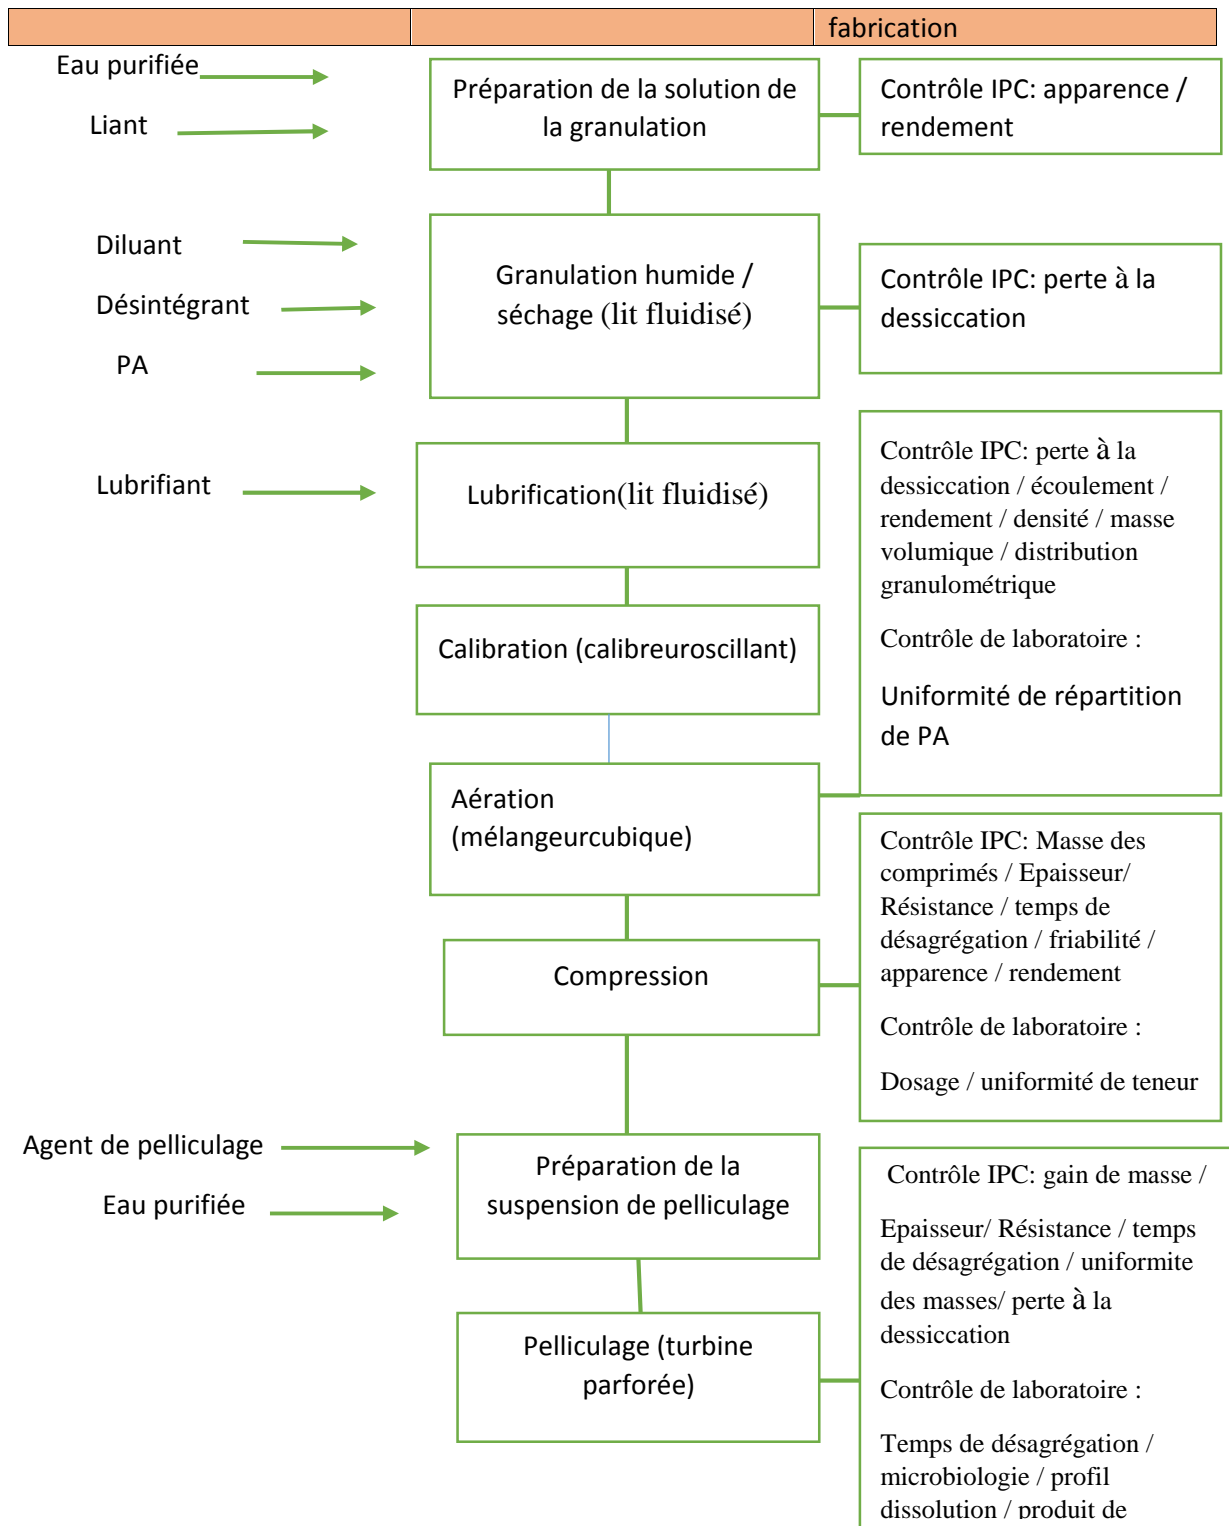 fabrication
Eau purifiée
Liant
Préparation de la solution de
la granulation
Contrôle IPC: apparence /
rendement
Diluant
Désintégrant
PA
Granulation humide /
séchage (lit fluidisé)
Contrôle IPC: perte à la
dessiccation
Lubrifiant
Lubrification(lit fluidisé)
Calibration (calibreuroscillant)
Aération
(mélangeurcubique)
Contrôle IPC: perte à la
dessiccation / écoulement /
rendement / densité / masse
volumique / distribution
granulométrique
Contrôle de laboratoire :
Uniformité de répartition
de PA
Compression
Contrôle IPC: Masse des
comprimés / Epaisseur/
Résistance / temps de
désagrégation / friabilité /
apparence / rendement
Contrôle de laboratoire :
Dosage / uniformité de teneur
Agent de pelliculage
Eau purifiée
Préparation de la
suspension de pelliculage
Pelliculage (turbine
parforée)
Contrôle IPC: gain de masse /
Epaisseur/ Résistance / temps
de désagrégation / uniformite
des masses/ perte à la
dessiccation
Contrôle de laboratoire :
Temps de désagrégation /
microbiologie / profil
dissolution / produit de